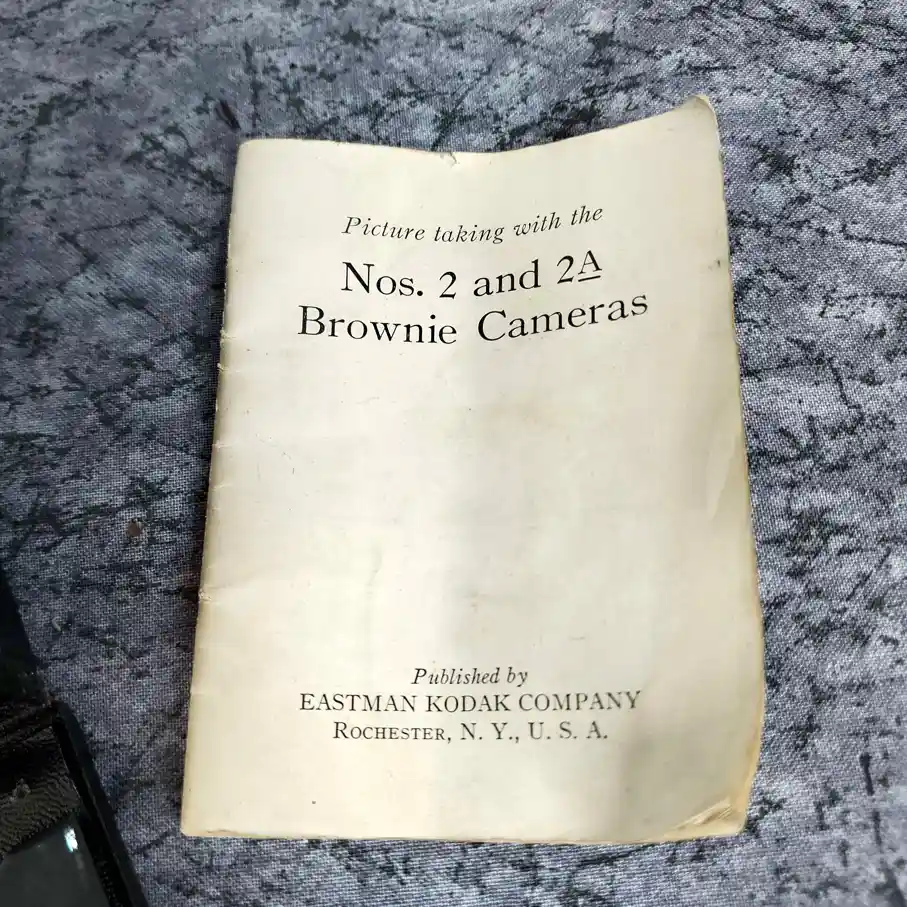 Picture taking with the
Nos. 2 and 2A
Brownie Cameras
Published by
EASTMAN KODAK COMPANY
ROCHESTER, N. Y., U. S. A.